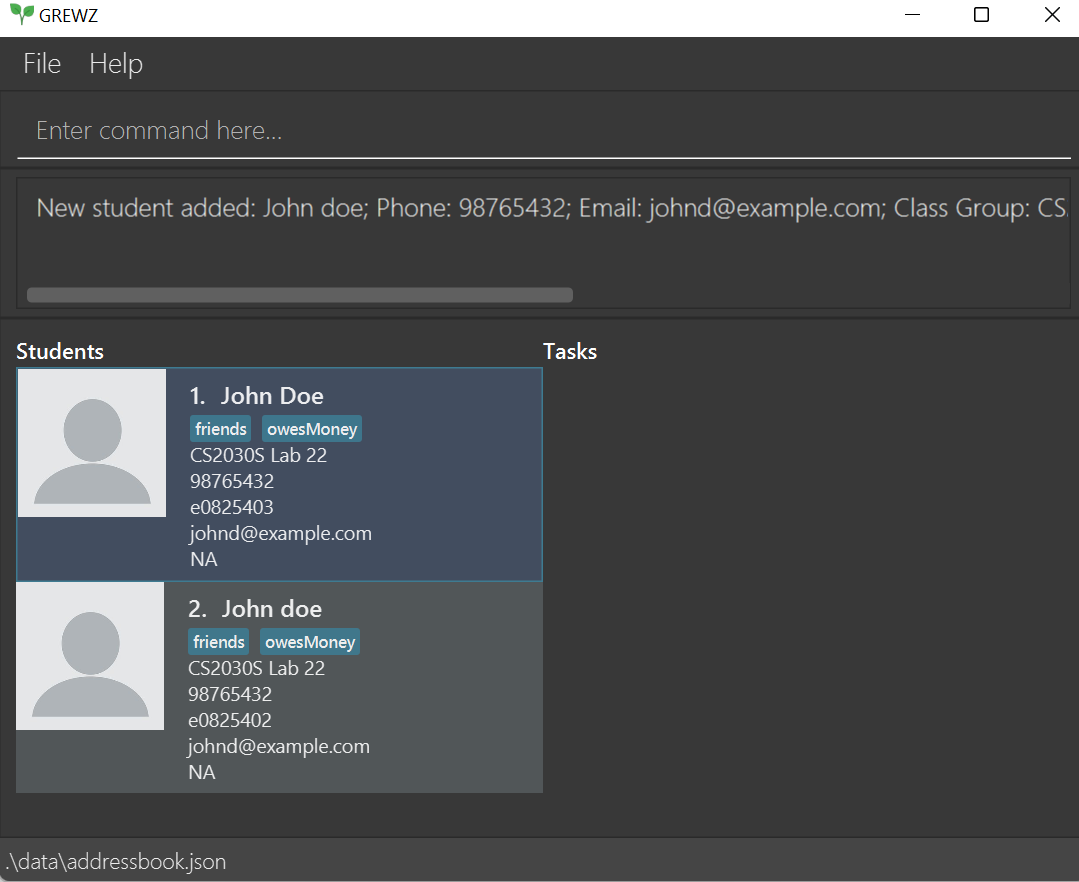 GREWZ
File Help
Enter command here...
New student added: John doe; Phone: 98765432; Email: johnd@example.com; Class Group: CS
Students
Tasks
1. John Doe
friends owesMoney
CS2030S Lab 22
98765432
e0825403
johnd@example.com
NA
2. John doe
friends owesMoney
CS2030S Lab 22
98765432
e0825402
johnd@example.com
NA
.\data\addressbook.json